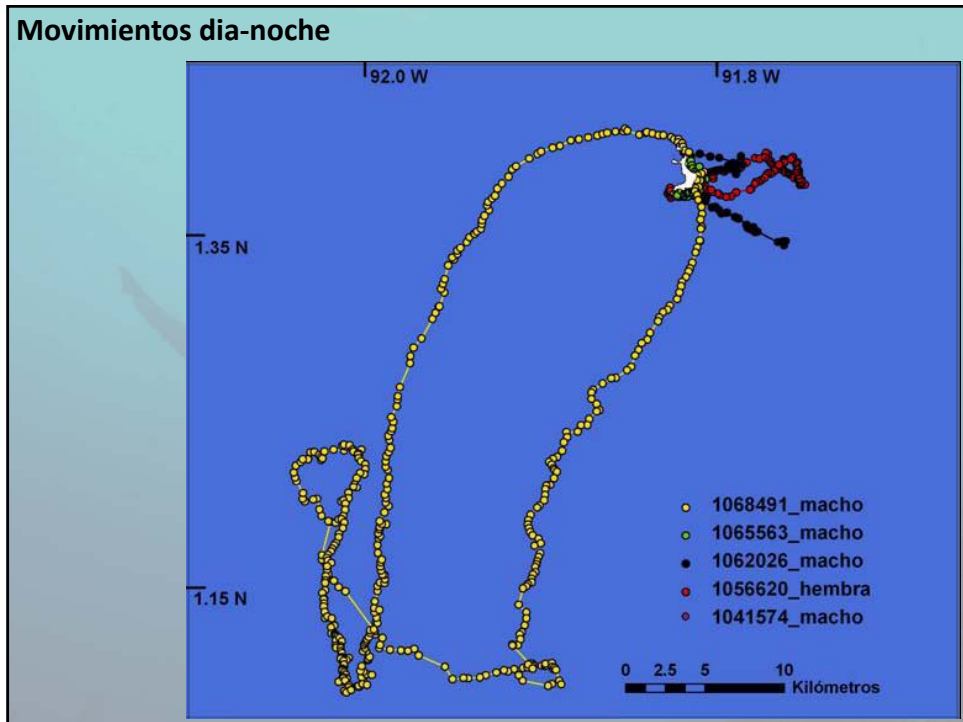 Movimientos dia-noche
92.0 W
91.8 W
1.35 N
1.15 N
1068491_macho
1065563_macho
1062026_macho
1056620_hembra
1041574_macho
0 2.5 5 10
Kilómetros